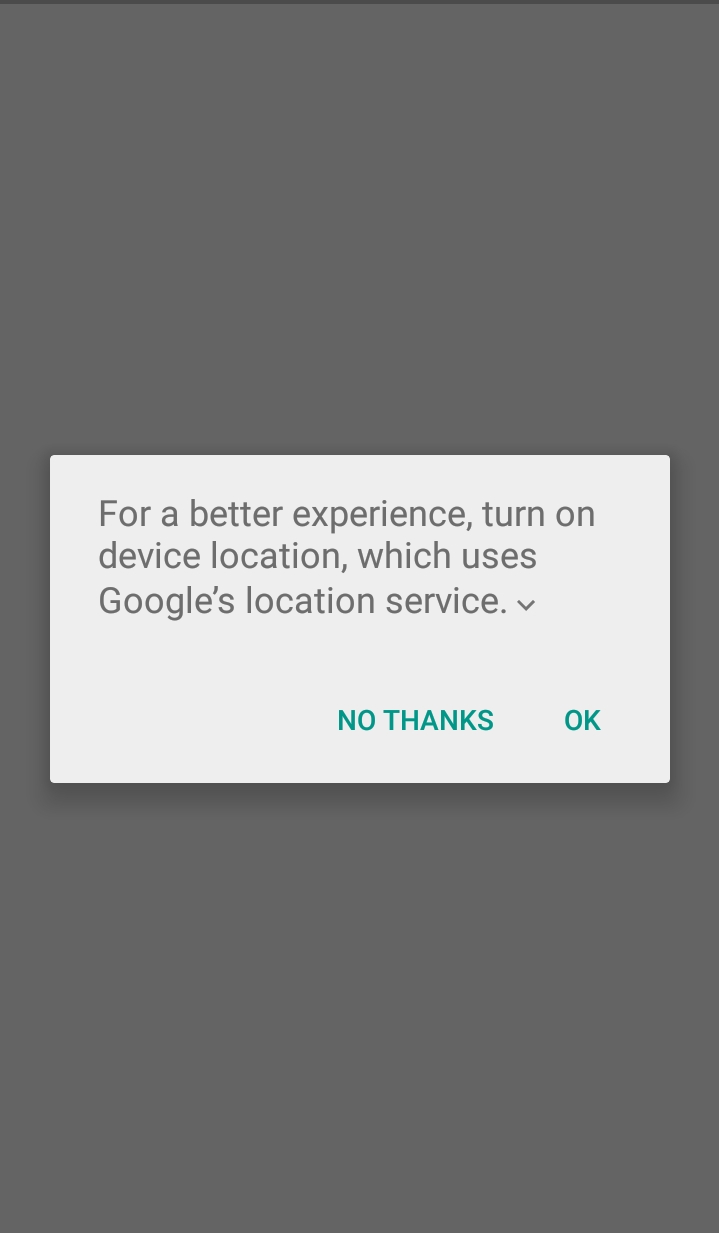 For a better experience, turn on
device location, which uses
Google’s location service.
NO THANKS OK